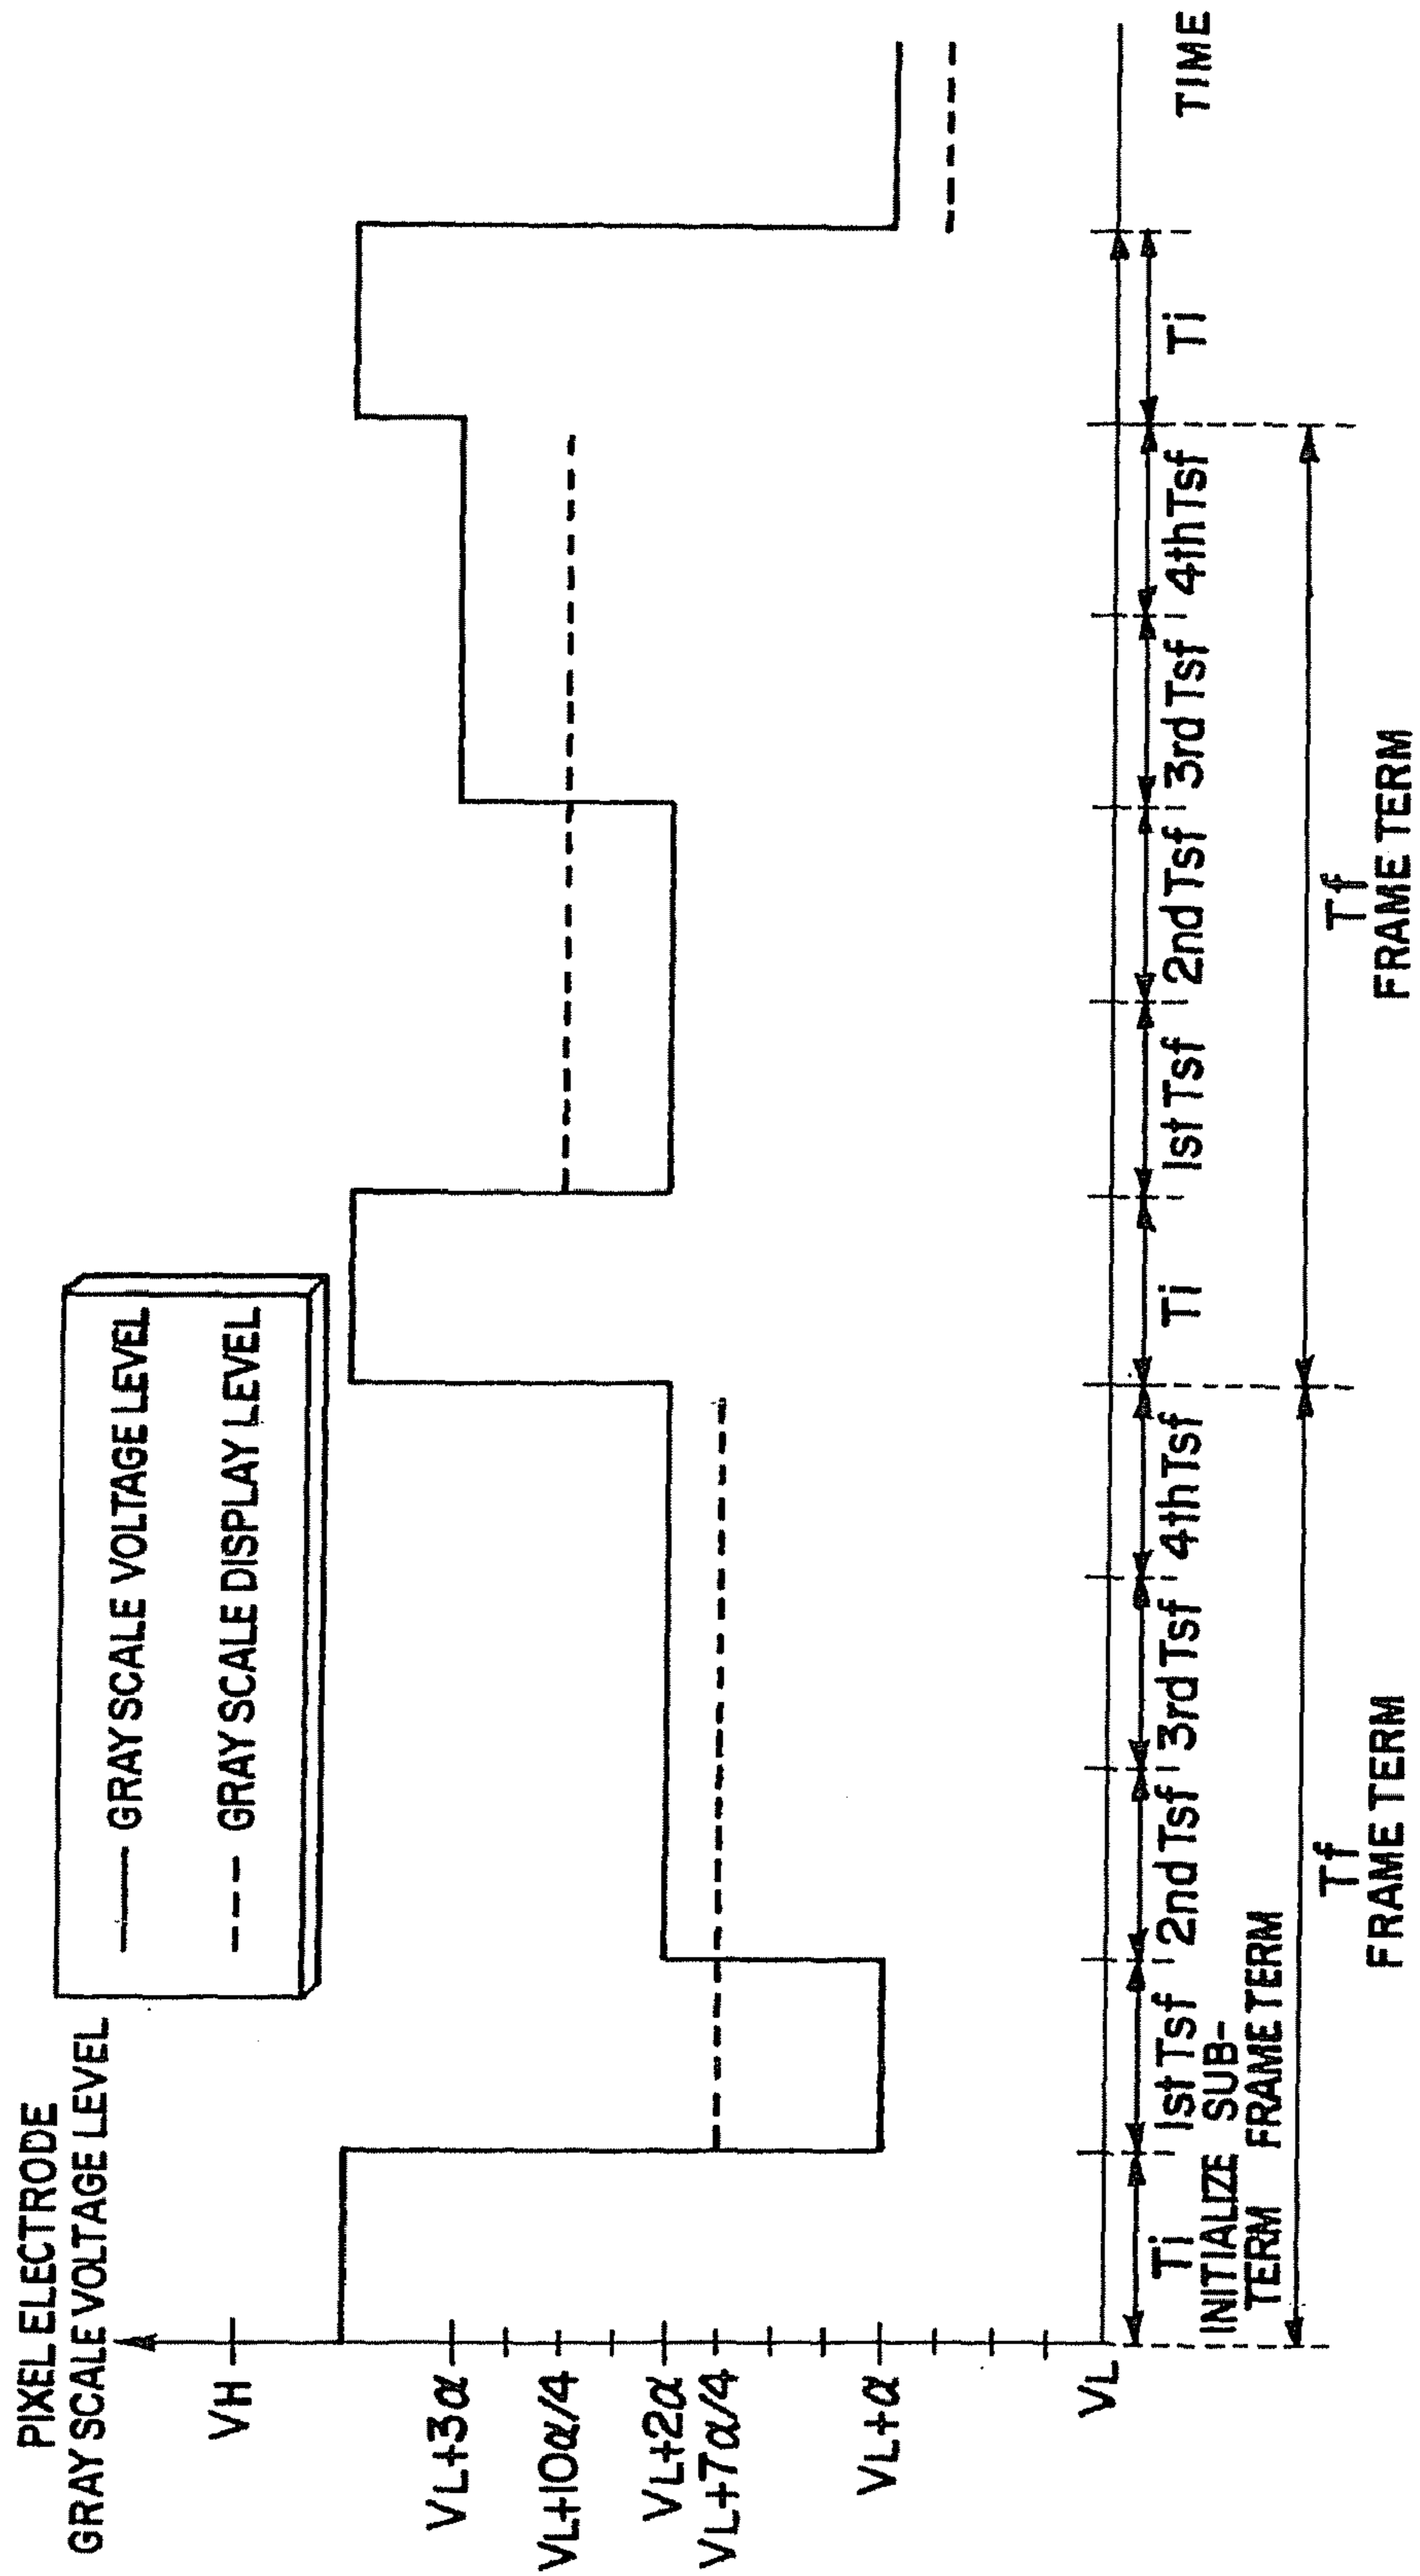 PIXEL ELECTRODE
GRAY SCALE VOLTAGE LEVEL
GRAY SCALE VOLTAGE LEVEL
GRAY SCALE DISPLAY LEVEL
VH
VL+3α
VL+10α/4
VL+2α
VL+7α/4
VL+α
VL
Ti
1st Tsf
2nd Tsf
3rd Tsf
4th Tsf
Ti
1st Tsf
2nd Tsf
3rd Tsf
4th Tsf
Ti
TIME
INITIALIZE
TERM
SUB-
FRAME TERM
Tf
FRAME TERM
Tf
FRAME TERM